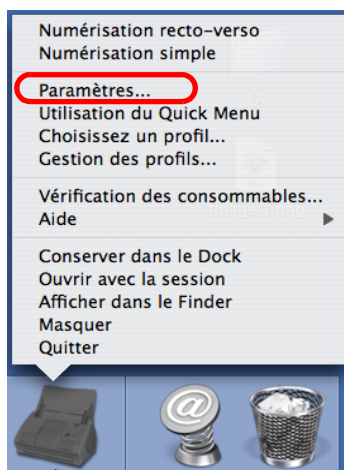 Numérisation recto-verso
Numérisation simple
Paramètres...
Utilisation du Quick Menu
Choisissez un profil...
Gestion des profils...
Vérification des consommables...
Aide
Conserver dans le Dock
Ouvrir avec la session
Afficher dans le Finder
Masquer
Quitter
@